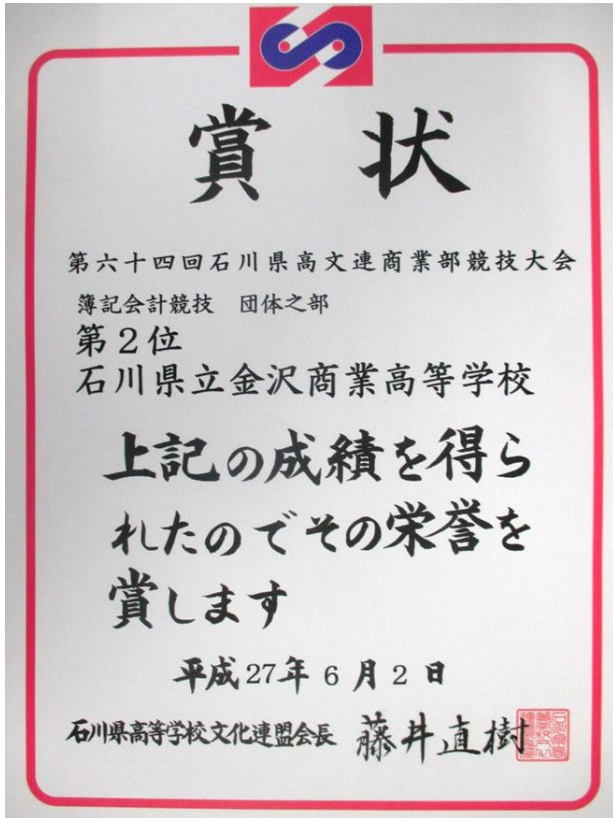 賞状
第六十四回石川県高文連商業部競技大会
簿記会計競技　団体之部
第2位
石川県立金沢商業高等学校
上記の成績を得ら
れたのでその栄誉を
賞します
平成27年6月2日
石川県高等学校文化連盟会長 藤井直樹